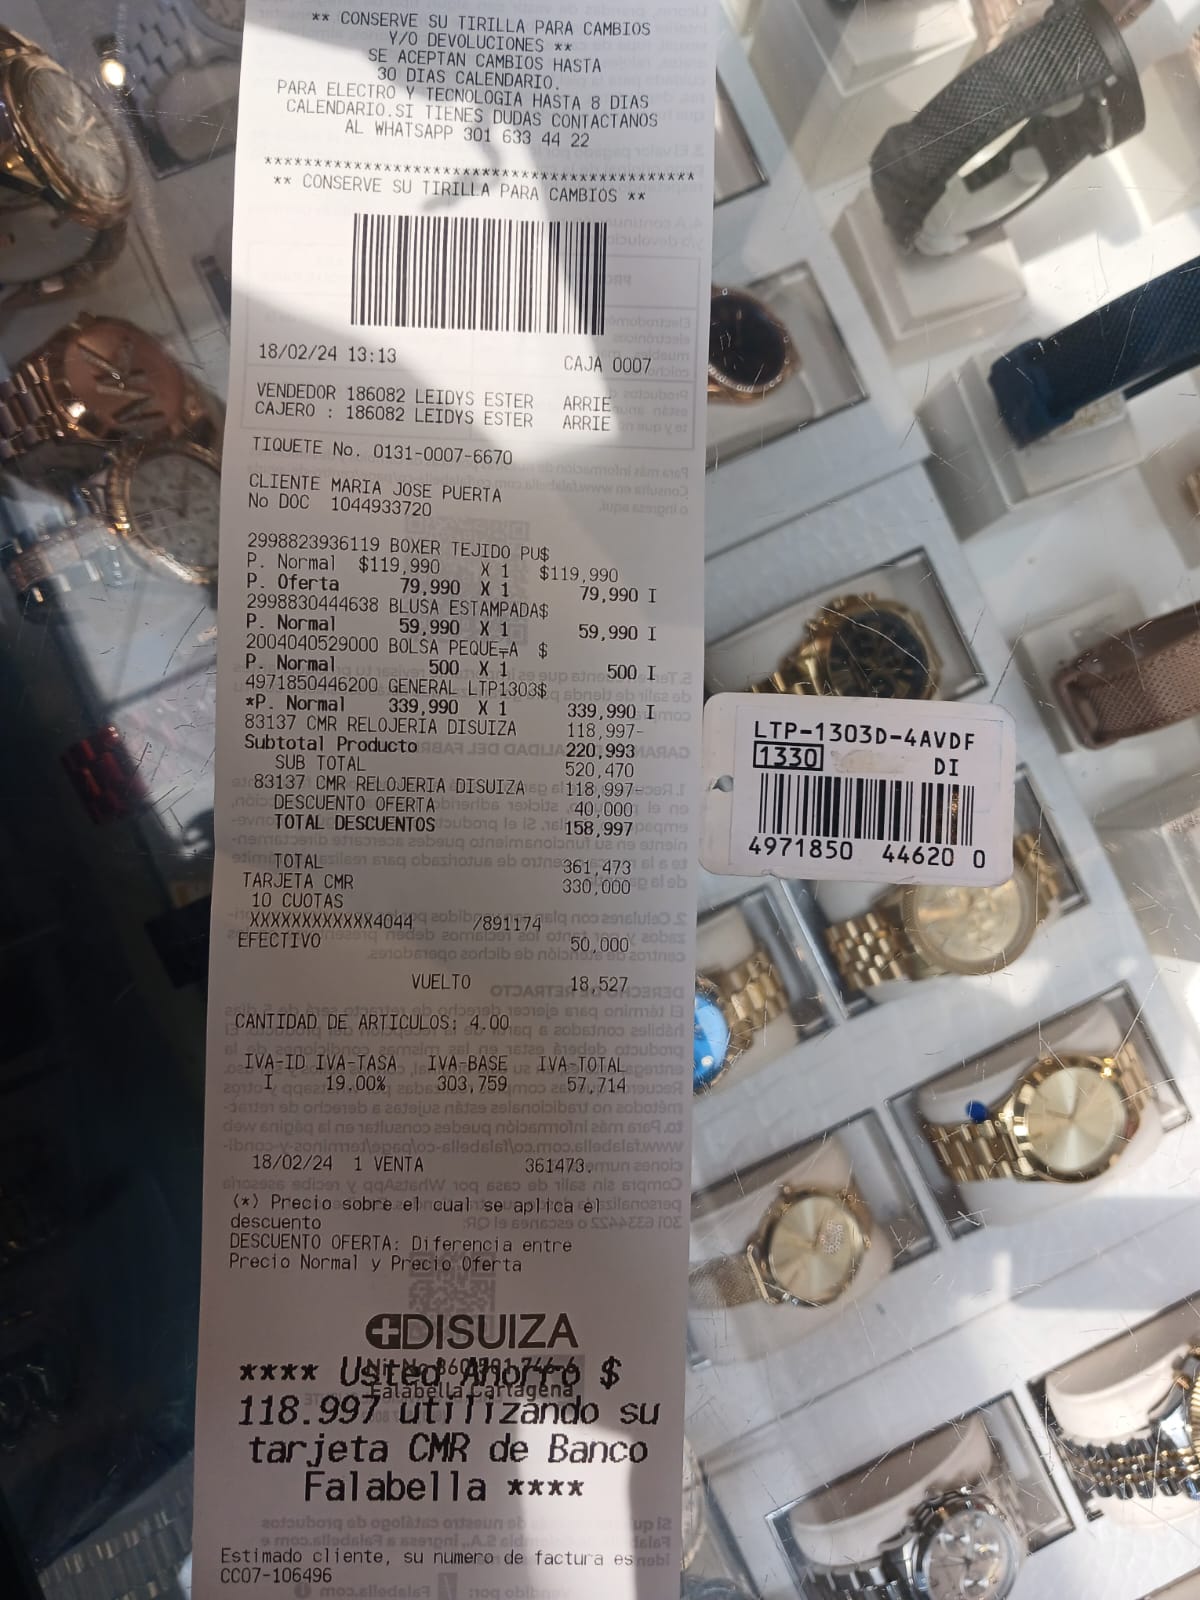 ** CONSERVE SU TIRILLA PARA CAMBIOS
Y/O DEVOLUCIONES **
SE ACEPTAN CAMBIOS HASTA
30 DIAS CALENDARIO.
PARA ELECTRO Y TECNOLOGIA HASTA 8 DIAS
CALENDARIO.SI TIENES DUDAS CONTACTANOS
AL WHATSAPP 301 633 44 22
******************************************
** CONSERVE SU TIRILLA PARA CAMBIOS **
18/02/24 13:13 CAJA 0007
VENDEDOR 186082 LEIDYS ESTER ARRIE
CAJERO : 186082 LEIDYS ESTER ARRIE
TIQUETE No. 0131-0007-6670
CLIENTE MARIA JOSE PUERTA
No DOC 1044933720
2998823936119 BOXER TEJIDO PU$
P. Normal $119,990 X 1 $119,990
P. Oferta 79,990 X 1 79,990 I
2998830444638 BLUSA ESTAMPADA$
P. Normal 59,990 X 1 59,990 I
2004040529000 BOLSA PEQUE╤A $
P. Normal 500 X 1 500 I
4971850446200 GENERAL LTP1303$
*P. Normal 339,990 X 1 339,990 I
83137 CMR RELOJERIA DISUIZA 118,997-
Subtotal Producto 220,993
SUB TOTAL 520,470
83137 CMR RELOJERIA DISUIZA 118,997-
DESCUENTO OFERTA 40,000
TOTAL DESCUENTOS 158,997
TOTAL 361,473
TARJETA CMR 330,000
10 CUOTAS
XXXXXXXXXXXX4044 /891174
EFECTIVO 50,000
VUELTO 18,527
CANTIDAD DE ARTICULOS: 4.00
IVA-ID IVA-TASA IVA-BASE IVA-TOTAL
I 19.00% 303,759 57,714
18/02/24 1 VENTA 361473.
(*) Precio sobre el cual se aplica el
descuento
DESCUENTO OFERTA: Diferencia entre
Precio Normal y Precio Oferta
DISUIZA
Falabella Cartagena
**** Usted Ahorro $
118.997 utilizando su
tarjeta CMR de Banco
Falabella ****
Estimado cliente, su numero de factura es
CC07-106496
LTP-1303D-4AVDF
1330 DI
4971850 44620 0